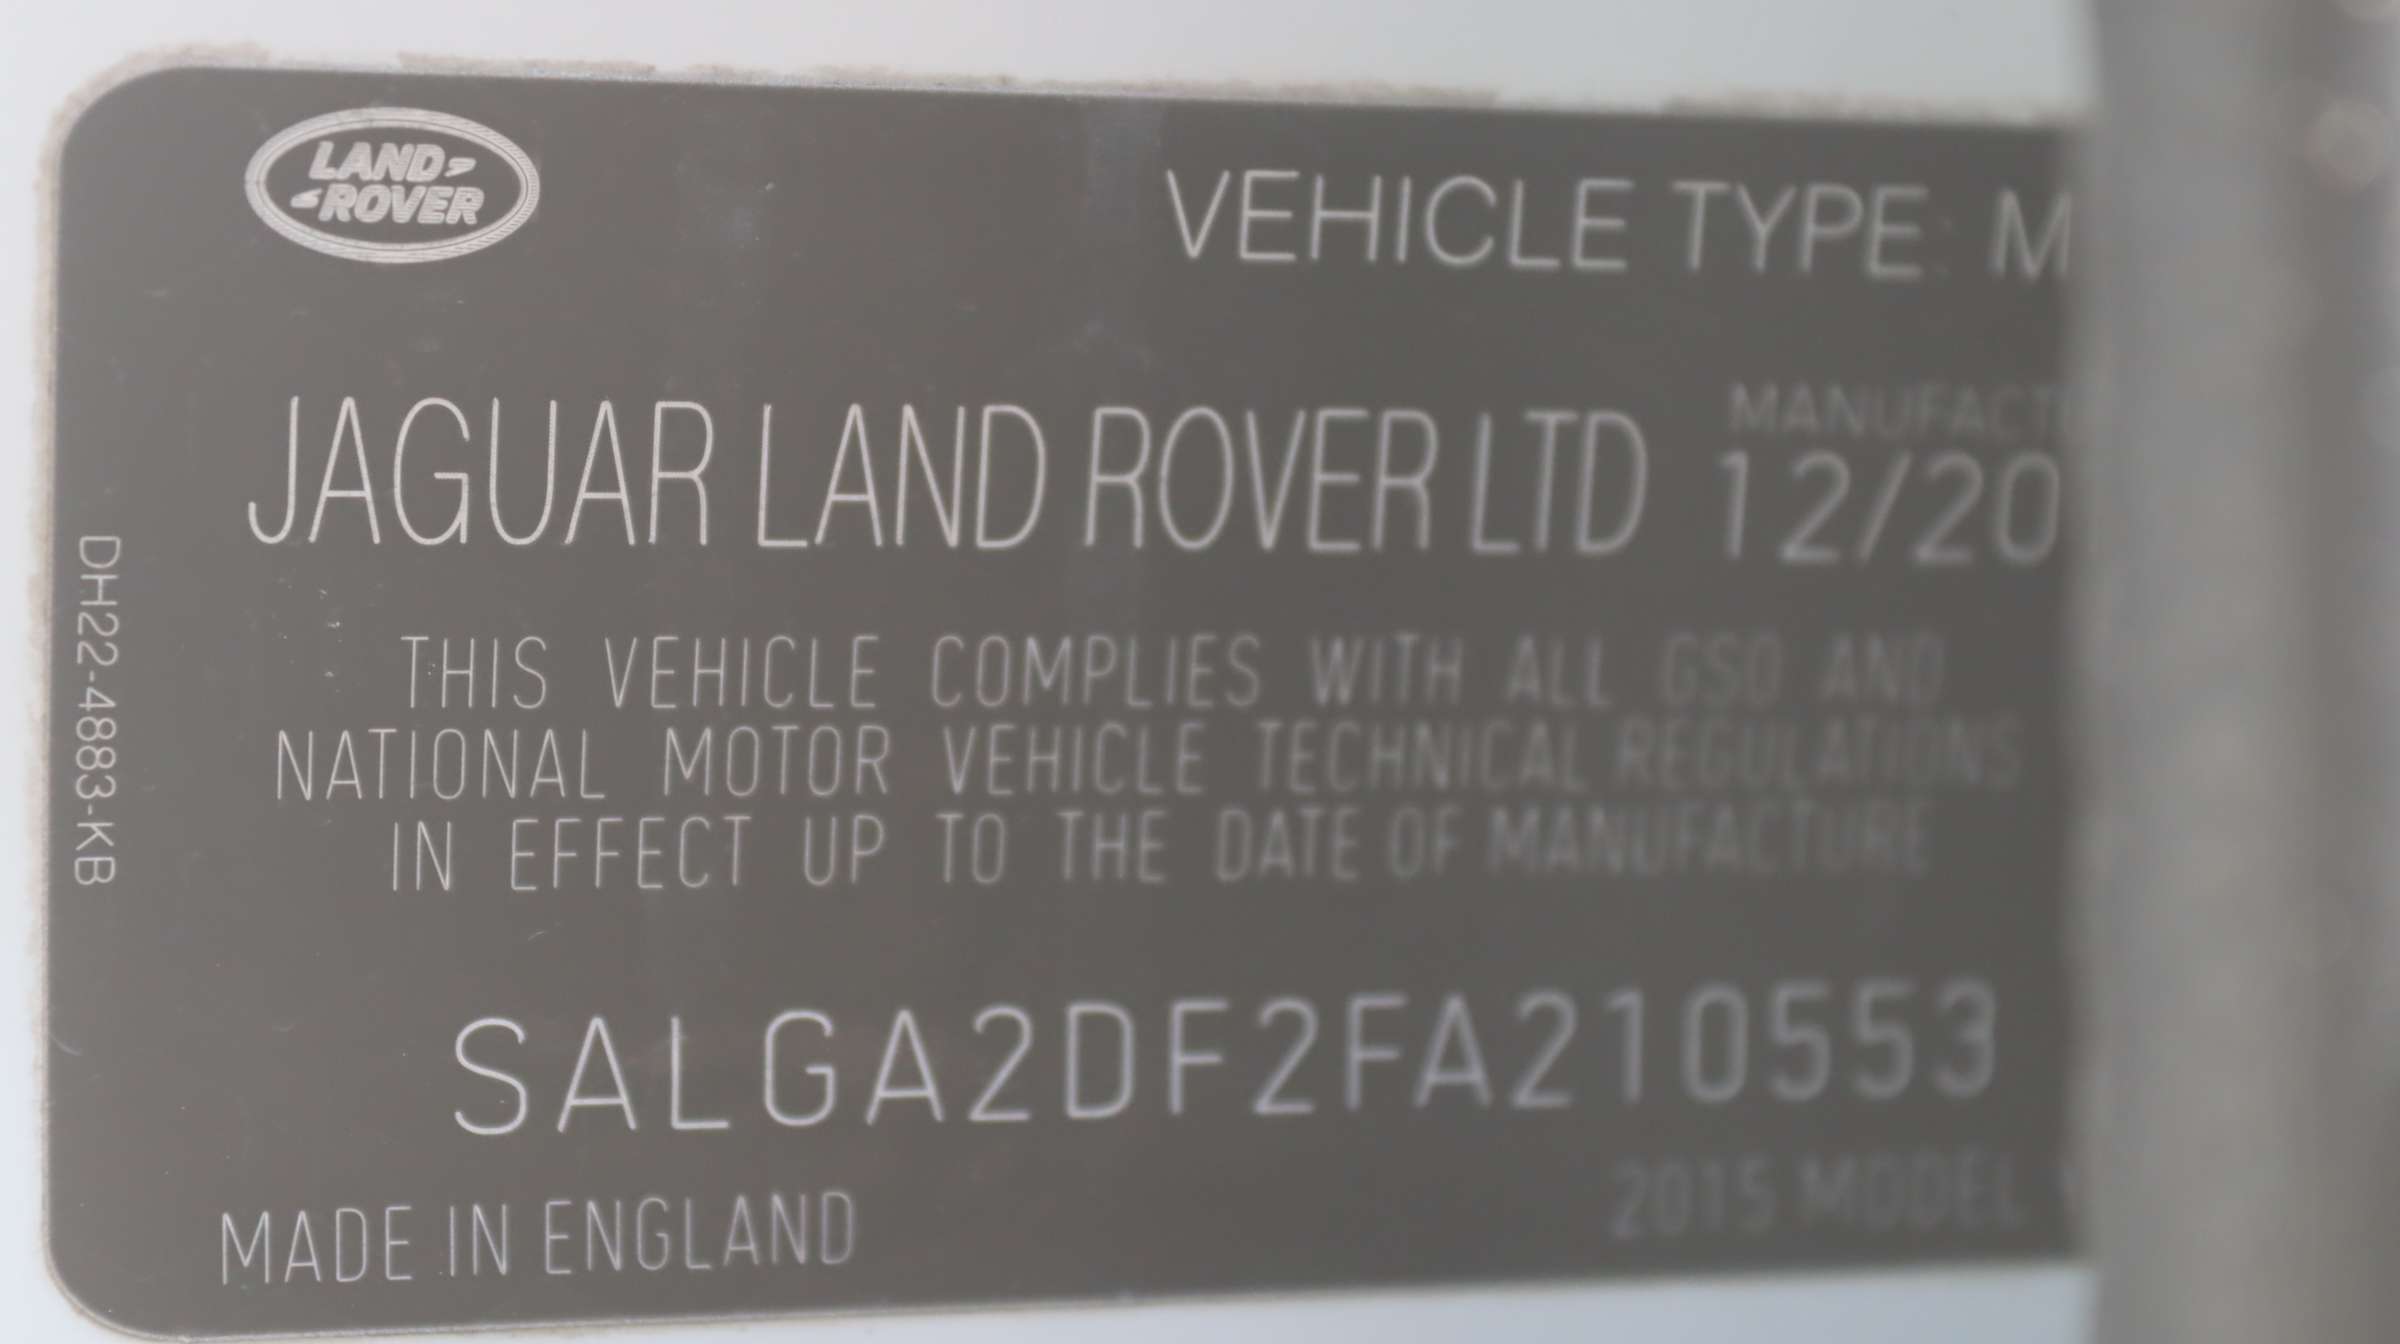 LAND
ROVER
VEHICLE TYPE: M
JAGUAR LAND ROVER LTD
MANUFACT
12/20
THIS VEHICLE COMPLIES WITH ALL GSO AND
NATIONAL MOTOR VEHICLE TECHNICAL REGULATIONS
IN EFFECT UP TO THE DATE OF MANUFACTURE
DH22-4883-KB
SALGA2DF2FA210553
2015 MODEL
MADE IN ENGLAND